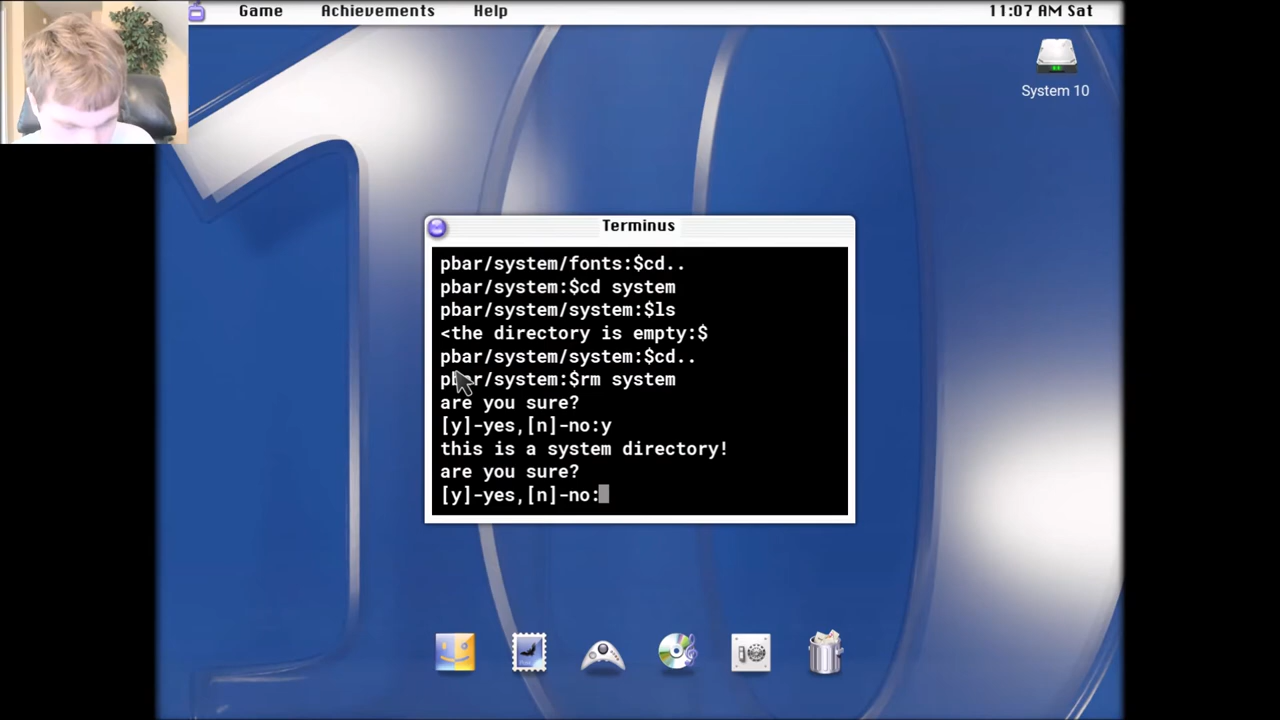 Game Achievements Help 11:07 AM Sat
System 10
Terminus
pbar/system/fonts:$cd..
pbar/system:$cd system
pbar/system/system:$ls
<the directory is empty:$
pbar/system/system:$cd..
pbar/system:$rm system
are you sure?
[y]-yes,[n]-no:y
this is a system directory!
are you sure?
[y]-yes,[n]-no: